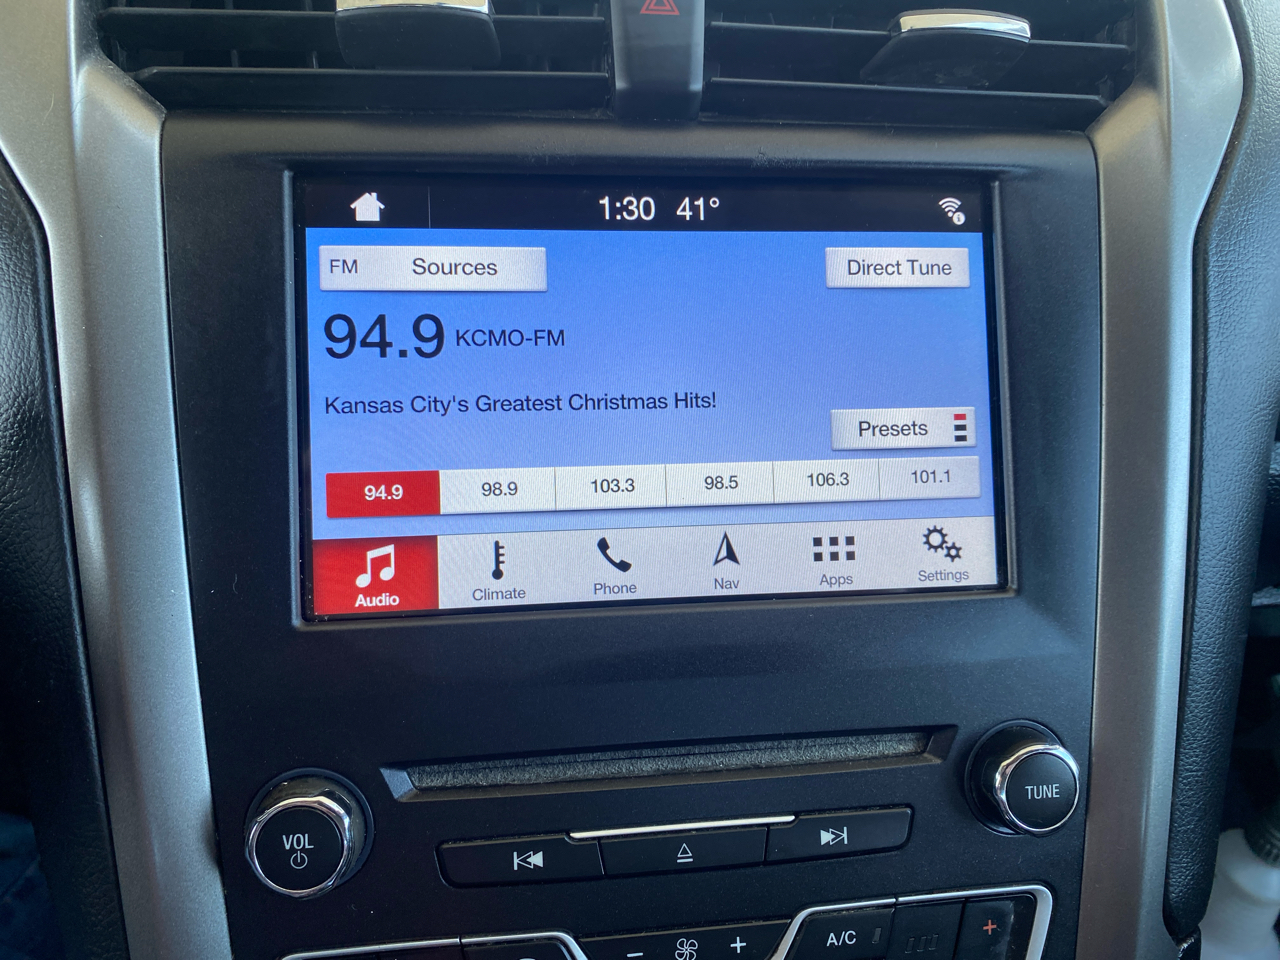 1:30 41°
FM Sources
Direct Tune
94.9 KCMO-FM
Kansas City's Greatest Christmas Hits!
Presets
94.9 98.9 103.3 98.5 106.3 101.1
Audio Climate Phone Nav Apps Settings
VOL
TUNE
A/C